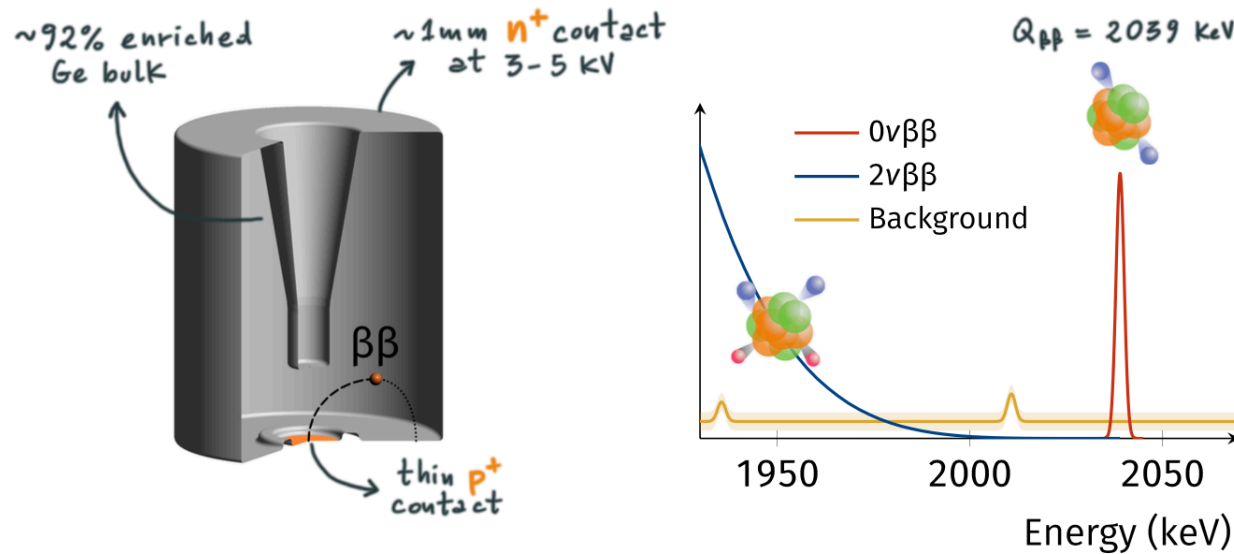 ~92% enriched
Ge bulk
~1mm n+ contact
at 3-5 kV
ββ
thin p+
contact
Qββ = 2039 keV
0νββ
2νββ
Background
1950
2000
2050
Energy (keV)